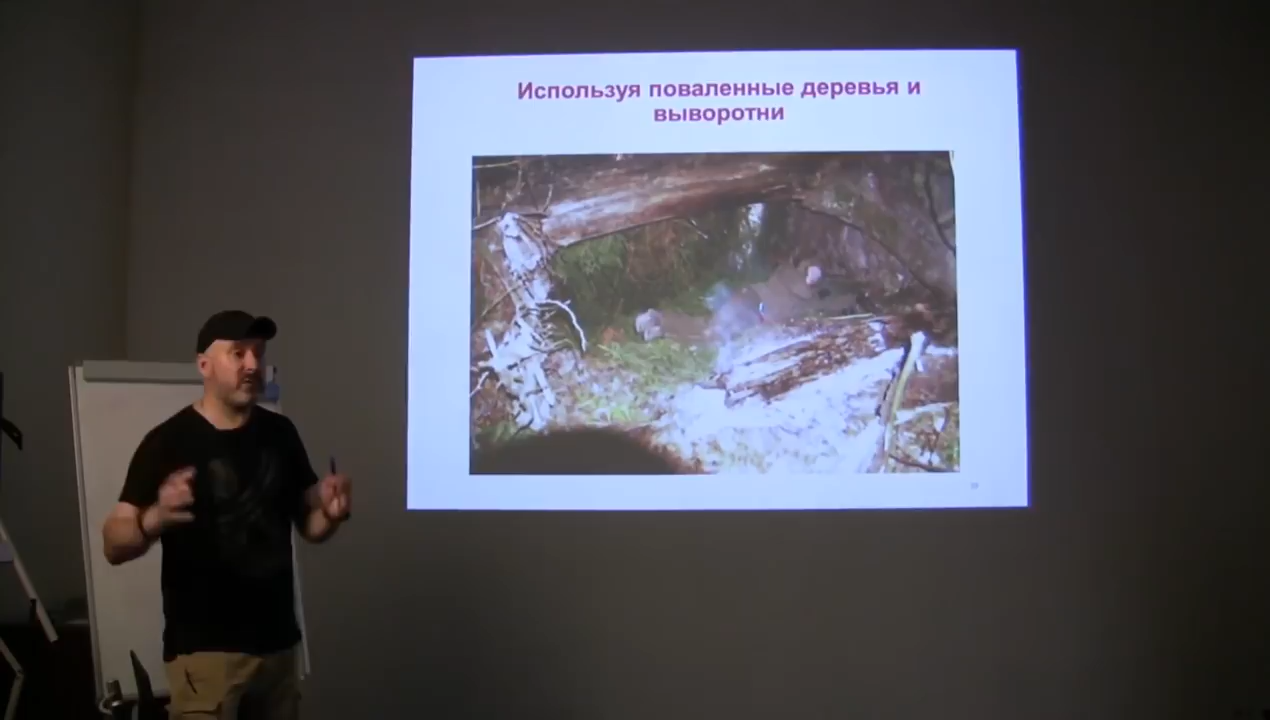 Используя поваленные деревья и
выворотни